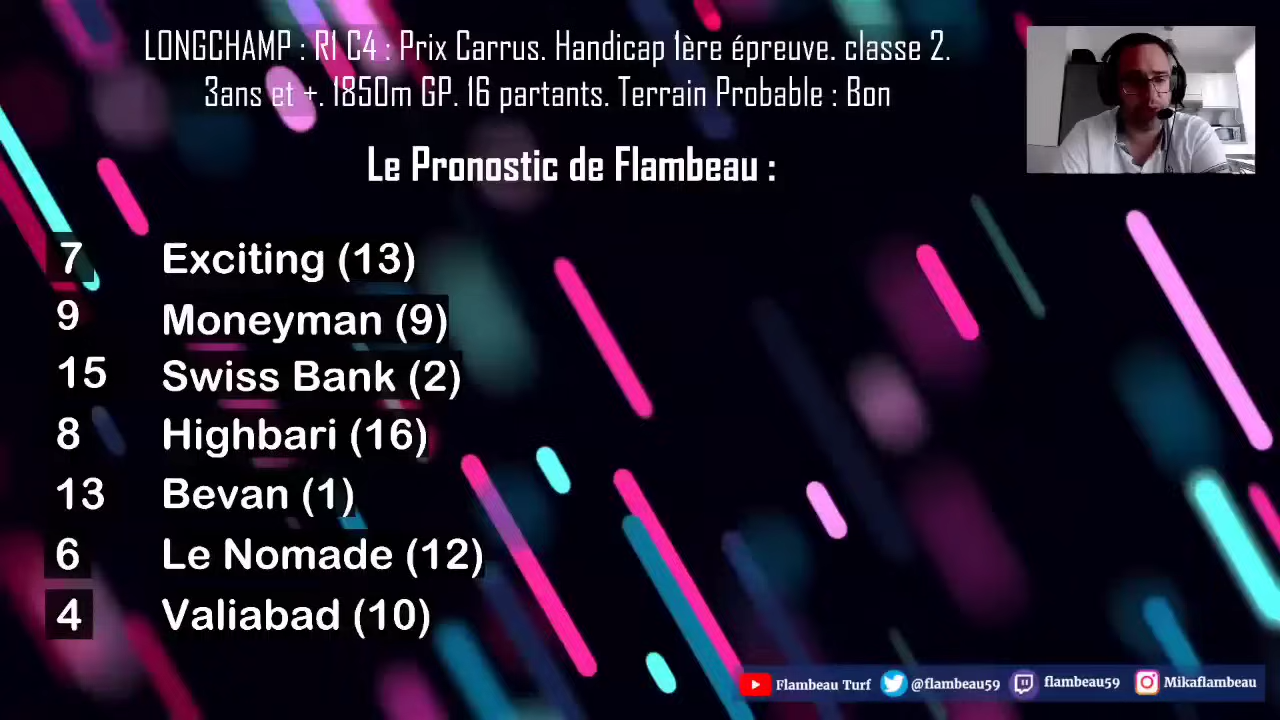 LONGCHAMP : R1 C4 : Prix Carrus. Handicap 1ère épreuve. classe 2.
3ans et +. 1850m GP. 16 partants. Terrain Probable : Bon
Le Pronostic de Flambeau :
7 Exciting (13)
9 Moneyman (9)
15 Swiss Bank (2)
8 Highbari (16)
13 Bevan (1)
6 Le Nomade (12)
4 Valiabad (10)
Flambeau Turf @flambeau59 flambeau59 Mikaflambeau